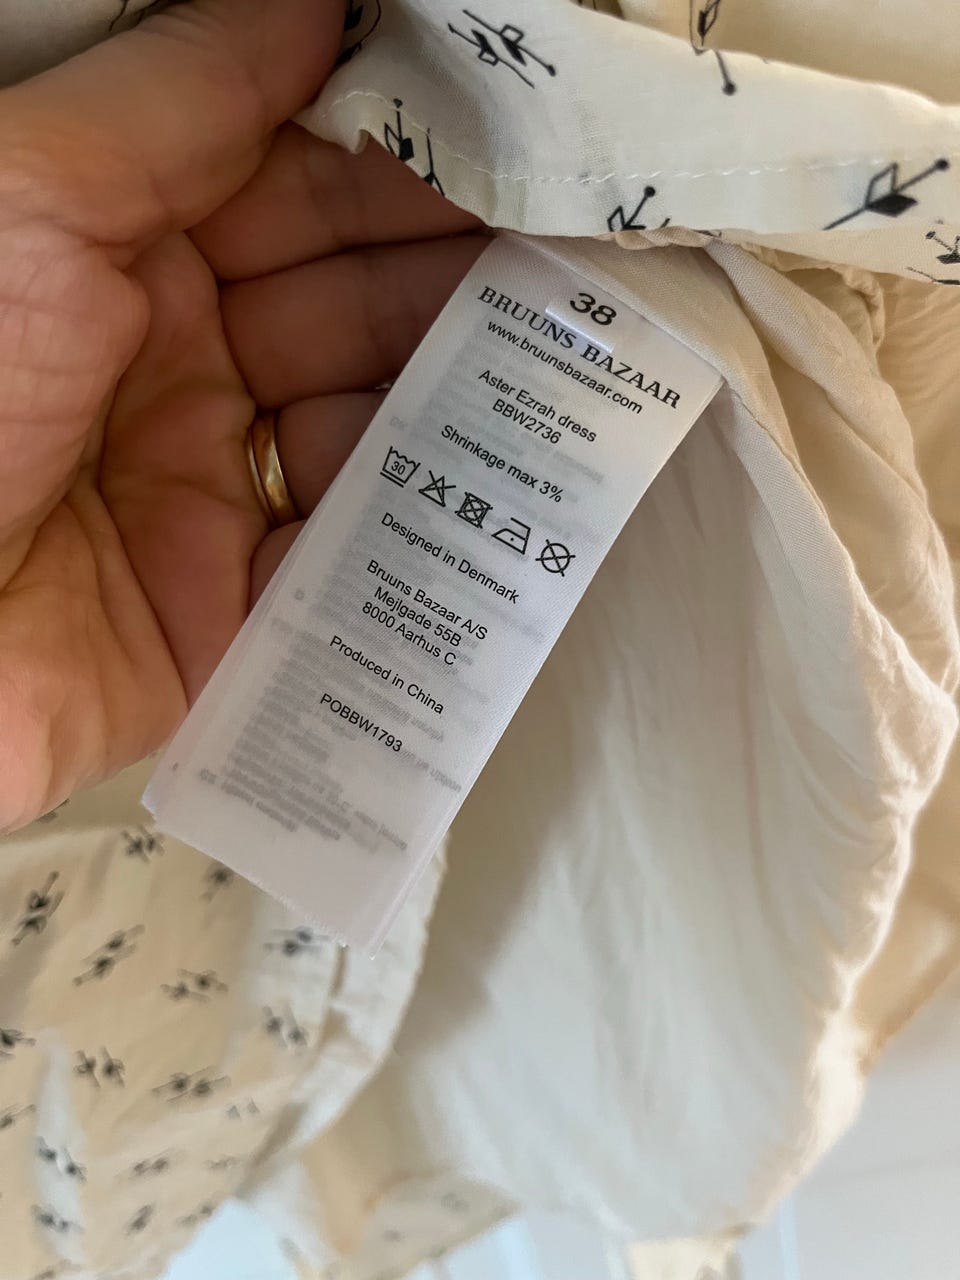 38
BRUUNS BAZAAR
www.bruunsbazaar.com
Aster Ezrah dress
BBW2736
Shrinkage max 3%
30
Designed in Denmark
Bruuns Bazaar A/S
Mejlgade 55B
8000 Aarhus C
Produced in China
POBBW1793